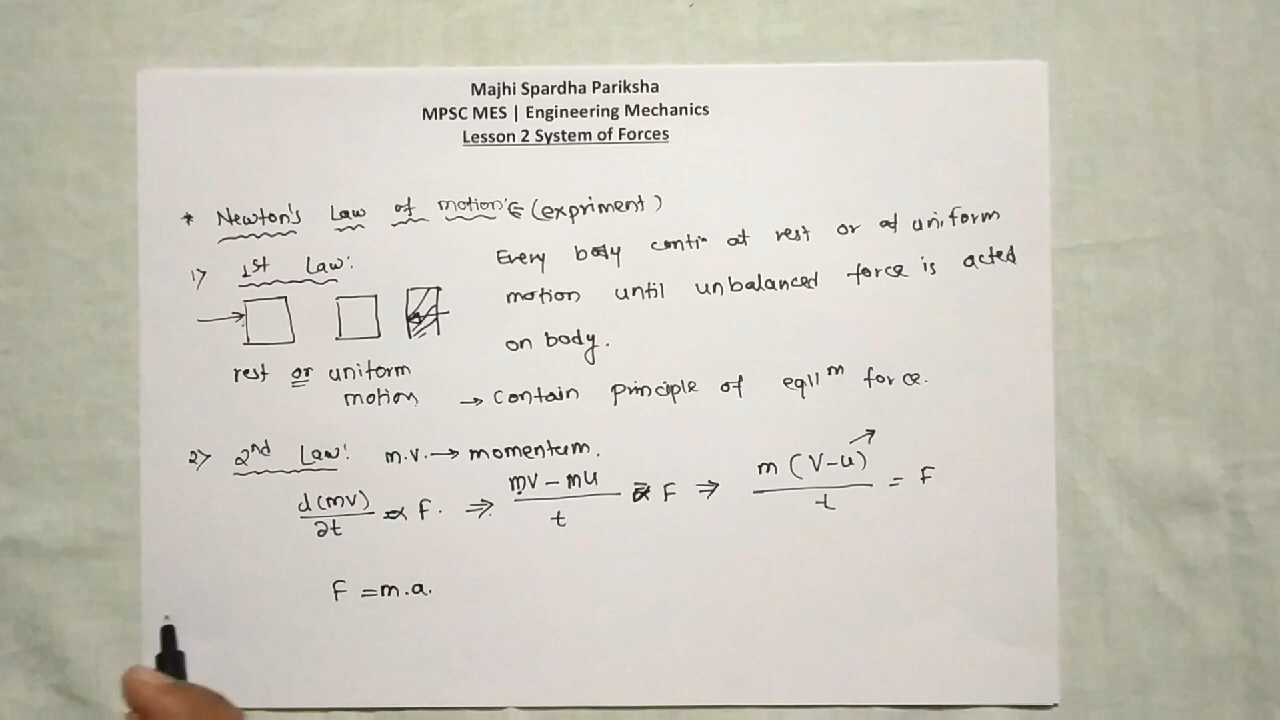 Majhi Spardha Pariksha
MPSC MES | Engineering Mechanics
Lesson 2 System of Forces
* Newton's Law of motion's (expriment)
1) 1st Law:
Every body contin at rest or at uniform
motion until unbalanced force is acted
on body.
rest or uniform
motion
→ contain principle of eqllm force.
2) 2nd Law: m.v. → momentum.
d(mv)/∂t ∝ F. ⇒ mv - mu / t ∝ F ⇒ m (v-u) / t = F
F = m.a.